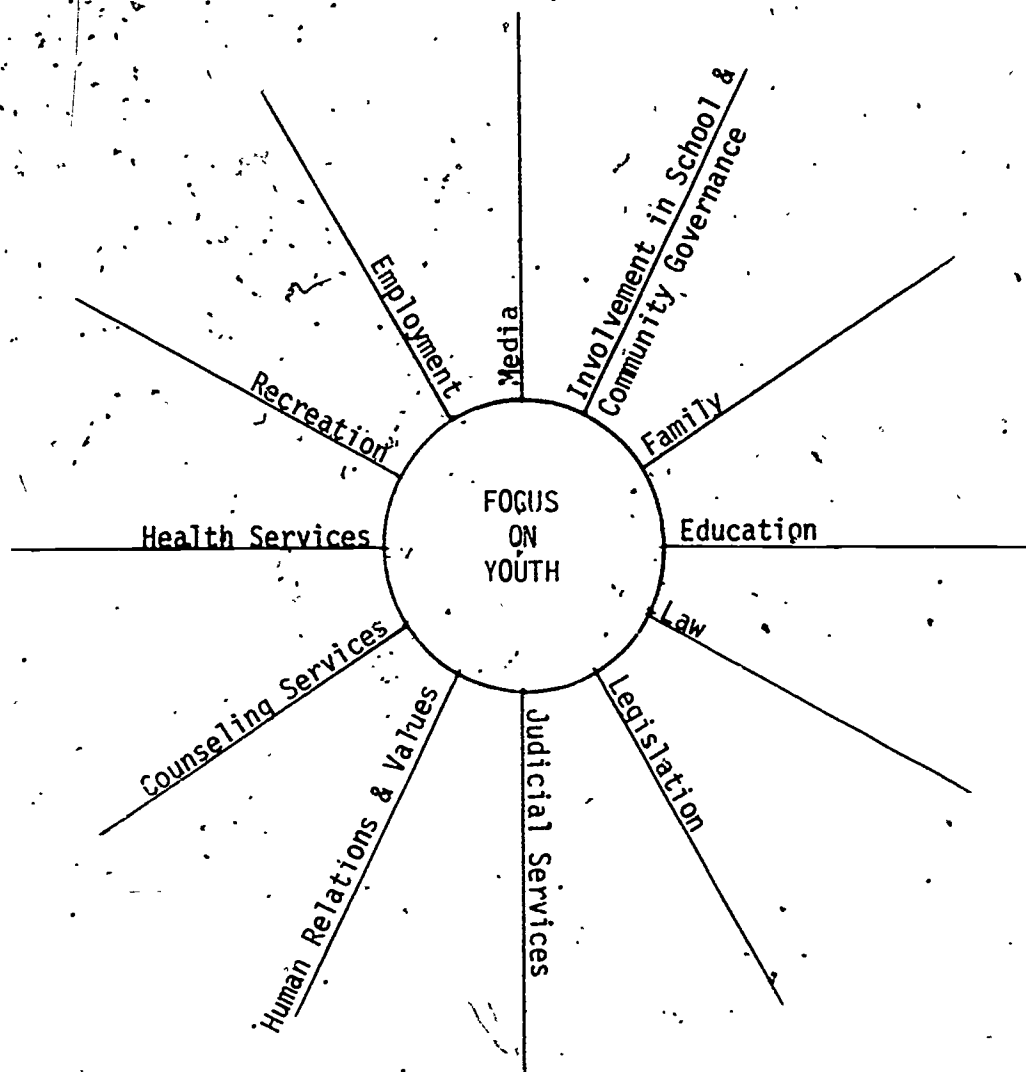 Media
Involvement in School &
Community Governance
Family
Education
Law
Legislation
Judicial Services
Human Relations & Values
Counseling Services
Health Services
Recreation
Employment
FOCUS
ON
YOUTH